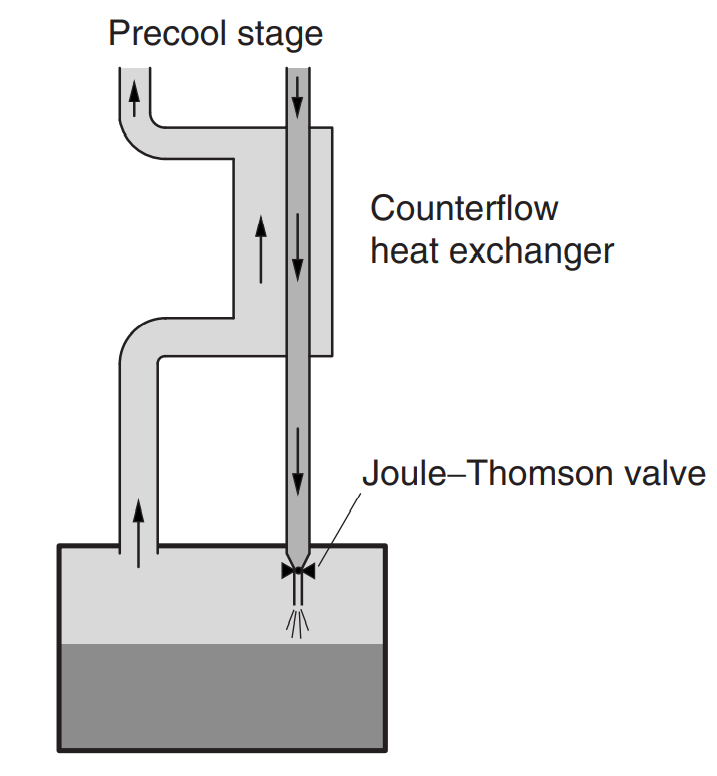 Precool stage
Counterflow
heat exchanger
Joule–Thomson valve